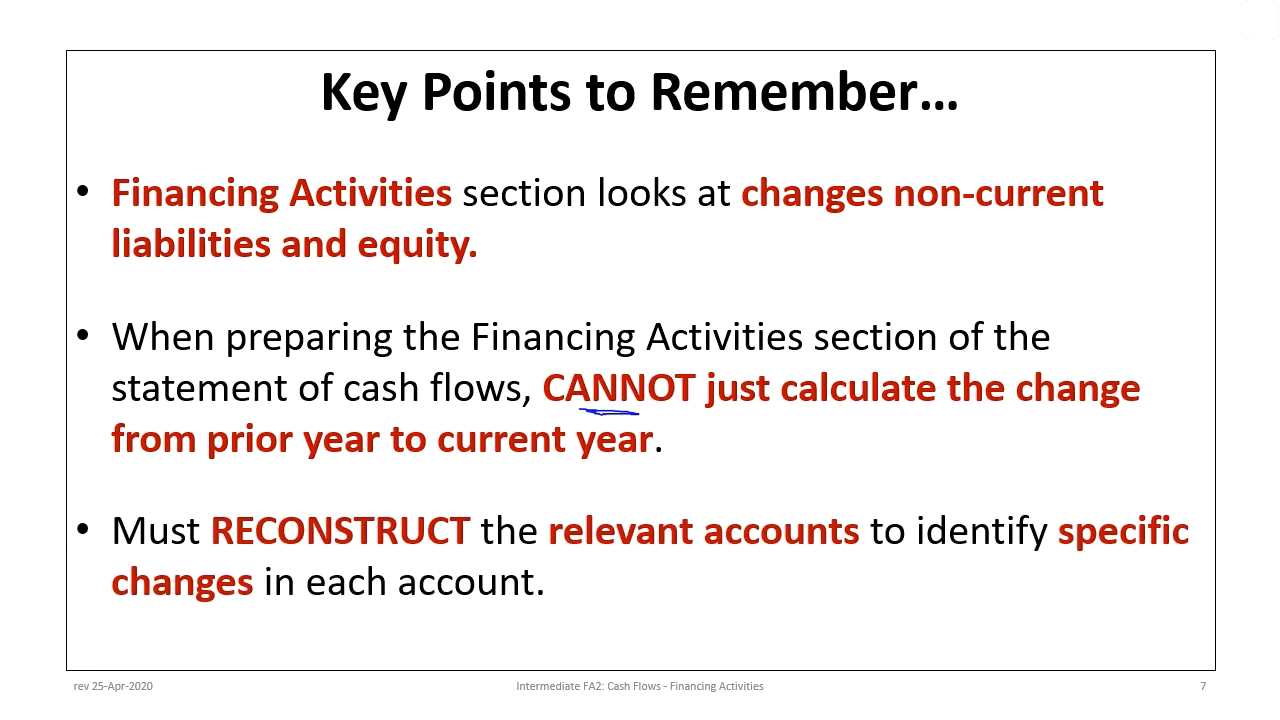 Key Points to Remember...
• Financing Activities section looks at changes non-current
liabilities and equity.
• When preparing the Financing Activities section of the
statement of cash flows, CANNOT just calculate the change
from prior year to current year.
• Must RECONSTRUCT the relevant accounts to identify specific
changes in each account.
rev 25-Apr-2020 Intermediate FA2: Cash Flows - Financing Activities 7